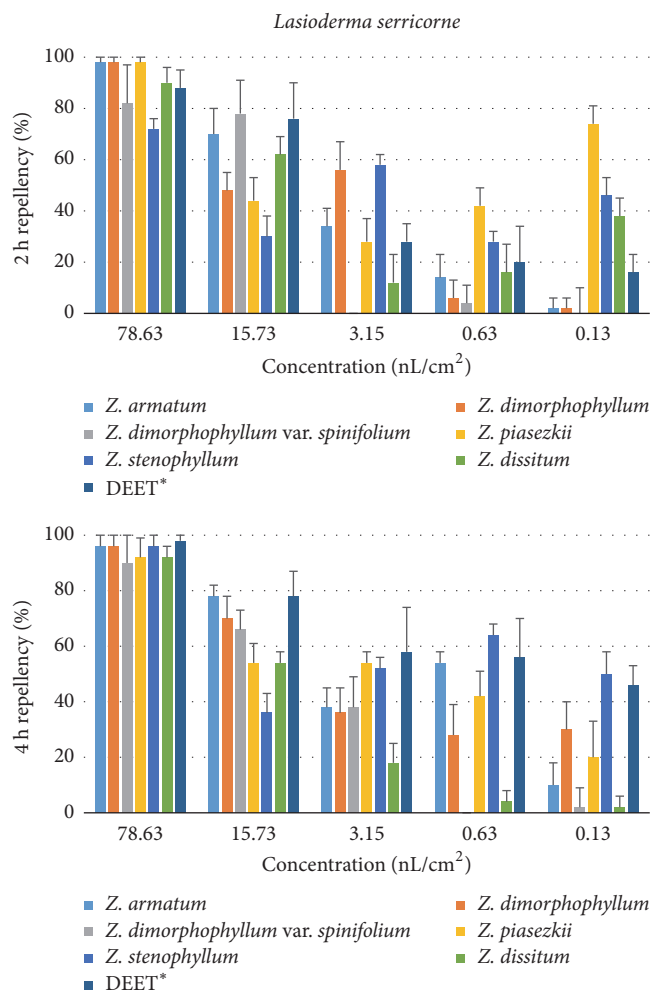 Lasioderma serricorne
100
80
60
40
20
0
2 h repellency (%)
78.63 15.73 3.15 0.63 0.13
Concentration (nL/cm²)
Z. armatum Z. dimorphophyllum
Z. dimorphophyllum var. spinifolium Z. piasezkii
Z. stenophyllum Z. dissitum
DEET*
100
80
60
40
20
0
4 h repellency (%)
78.63 15.73 3.15 0.63 0.13
Concentration (nL/cm²)
Z. armatum Z. dimorphophyllum
Z. dimorphophyllum var. spinifolium Z. piasezkii
Z. stenophyllum Z. dissitum
DEET*